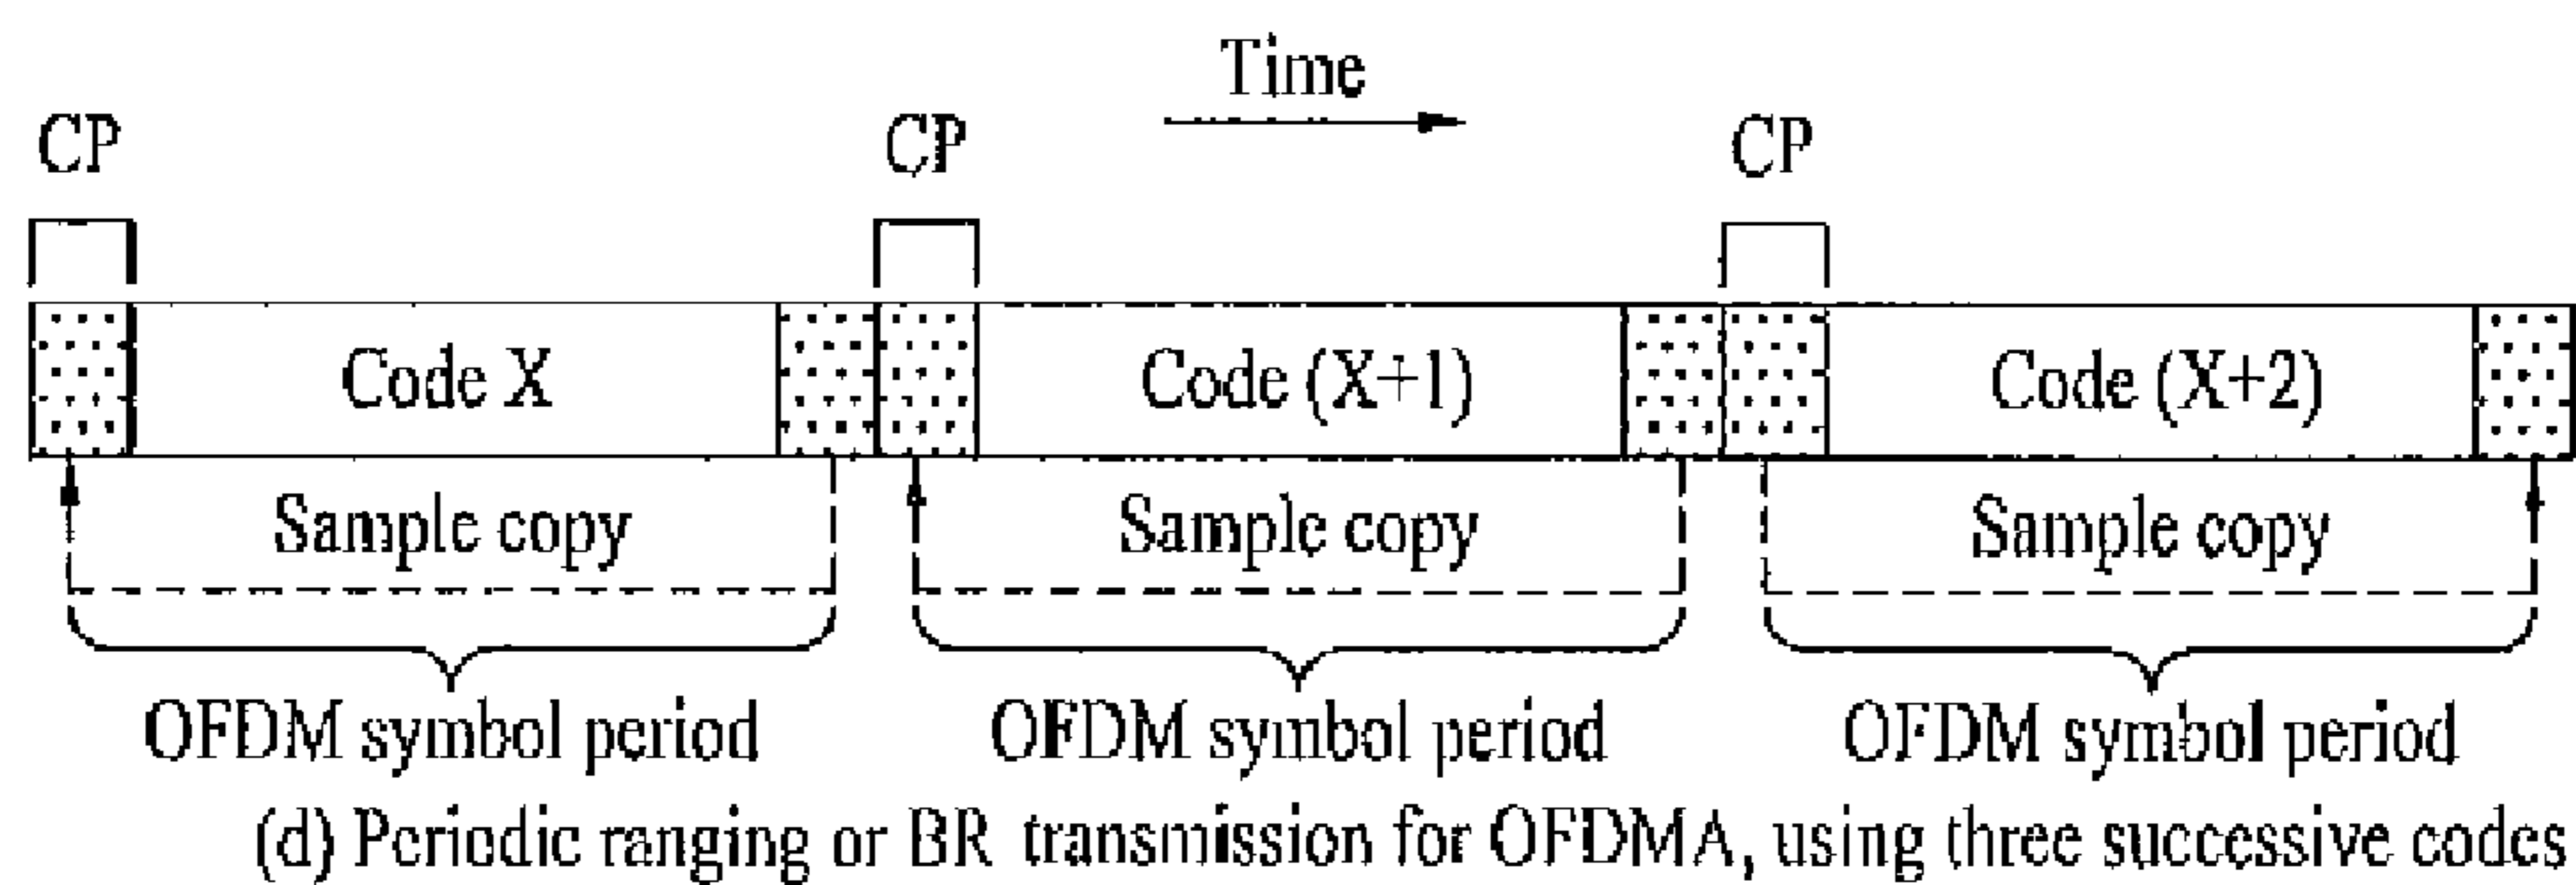 Time
CP CP CP
Code X Code (X+1) Code (X+2)
Sample copy Sample copy Sample copy
OFDM symbol period OFDM symbol period OFDM symbol period
(d) Periodic ranging or BR transmission for OFDMA, using three successive codes